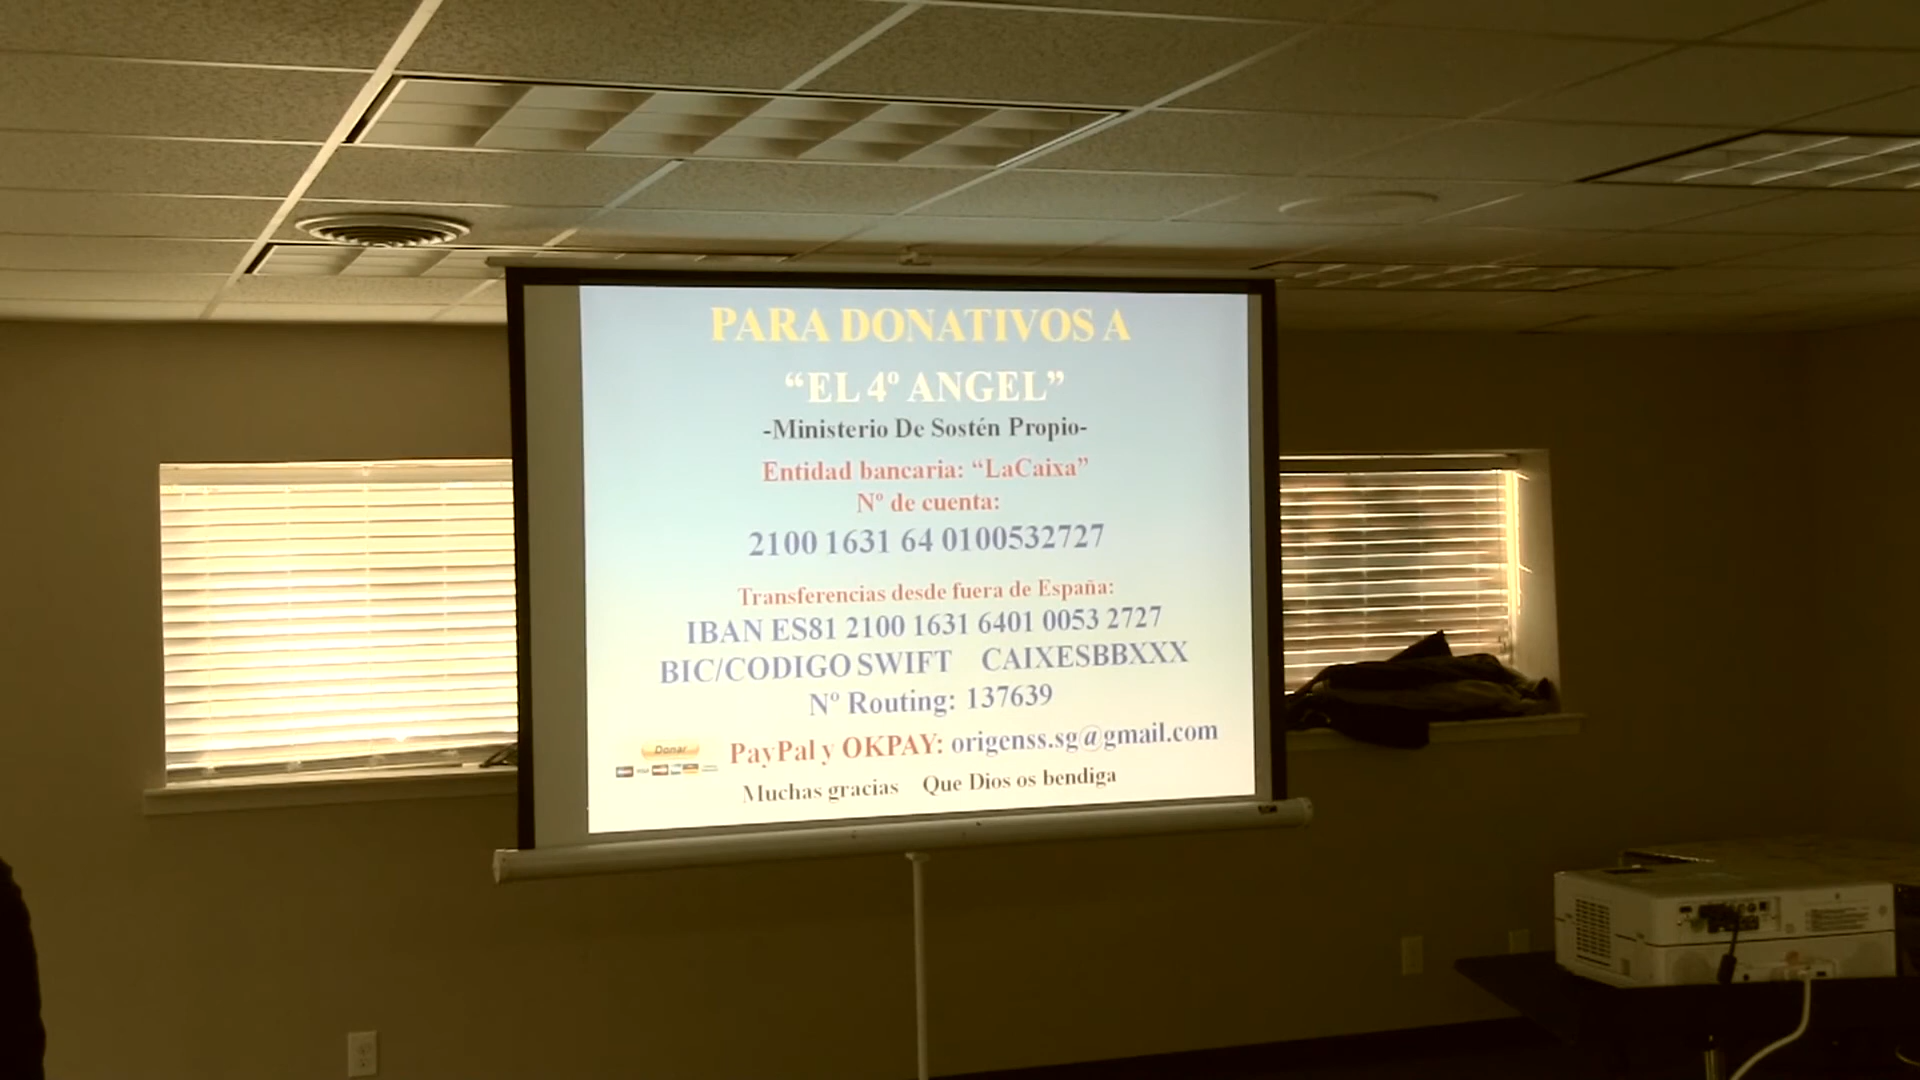 PARA DONATIVOS A
“EL 4º ANGEL”
-Ministerio De Sostén Propio-
Entidad bancaria: “LaCaixa”
Nº de cuenta:
2100 1631 64 0100532727
Transferencias desde fuera de España:
IBAN ES81 2100 1631 6401 0053 2727
BIC/CODIGO SWIFT CAIXESBBXXX
Nº Routing: 137639
Donar
PayPal y OKPAY: origenss.sg@gmail.com
Muchas gracias Que Dios os bendiga